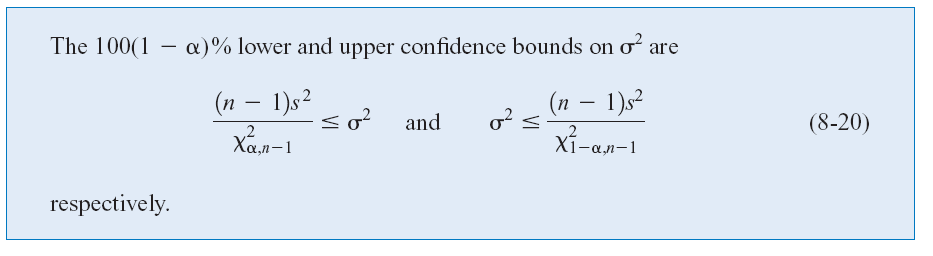 The 100(1 − α)% lower and upper confidence bounds on σ² are
(n − 1)s² / χ²α,n−1 ≤ σ² and σ² ≤ (n − 1)s² / χ²1−α,n−1 (8-20)
respectively.